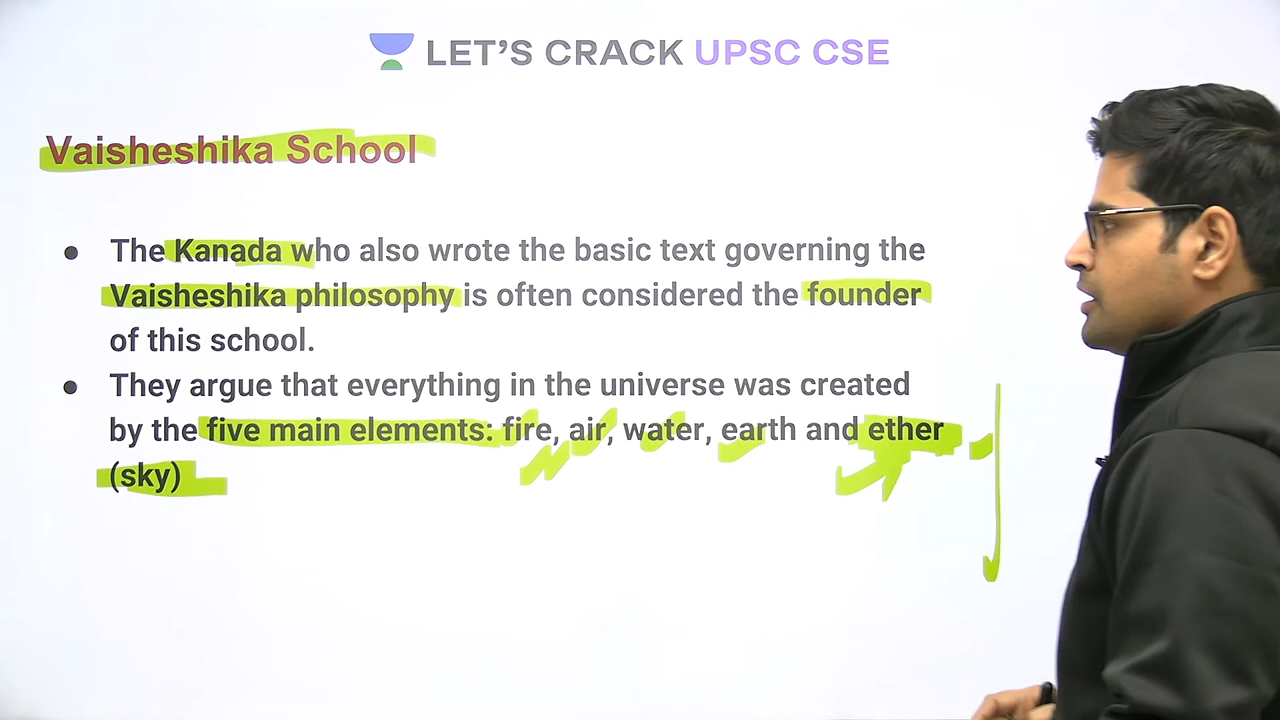 LET'S CRACK UPSC CSE
Vaisheshika School
● The Kanada who also wrote the basic text governing the
Vaisheshika philosophy is often considered the founder
of this school.
● They argue that everything in the universe was created
by the five main elements: fire, air, water, earth and ether
(sky)